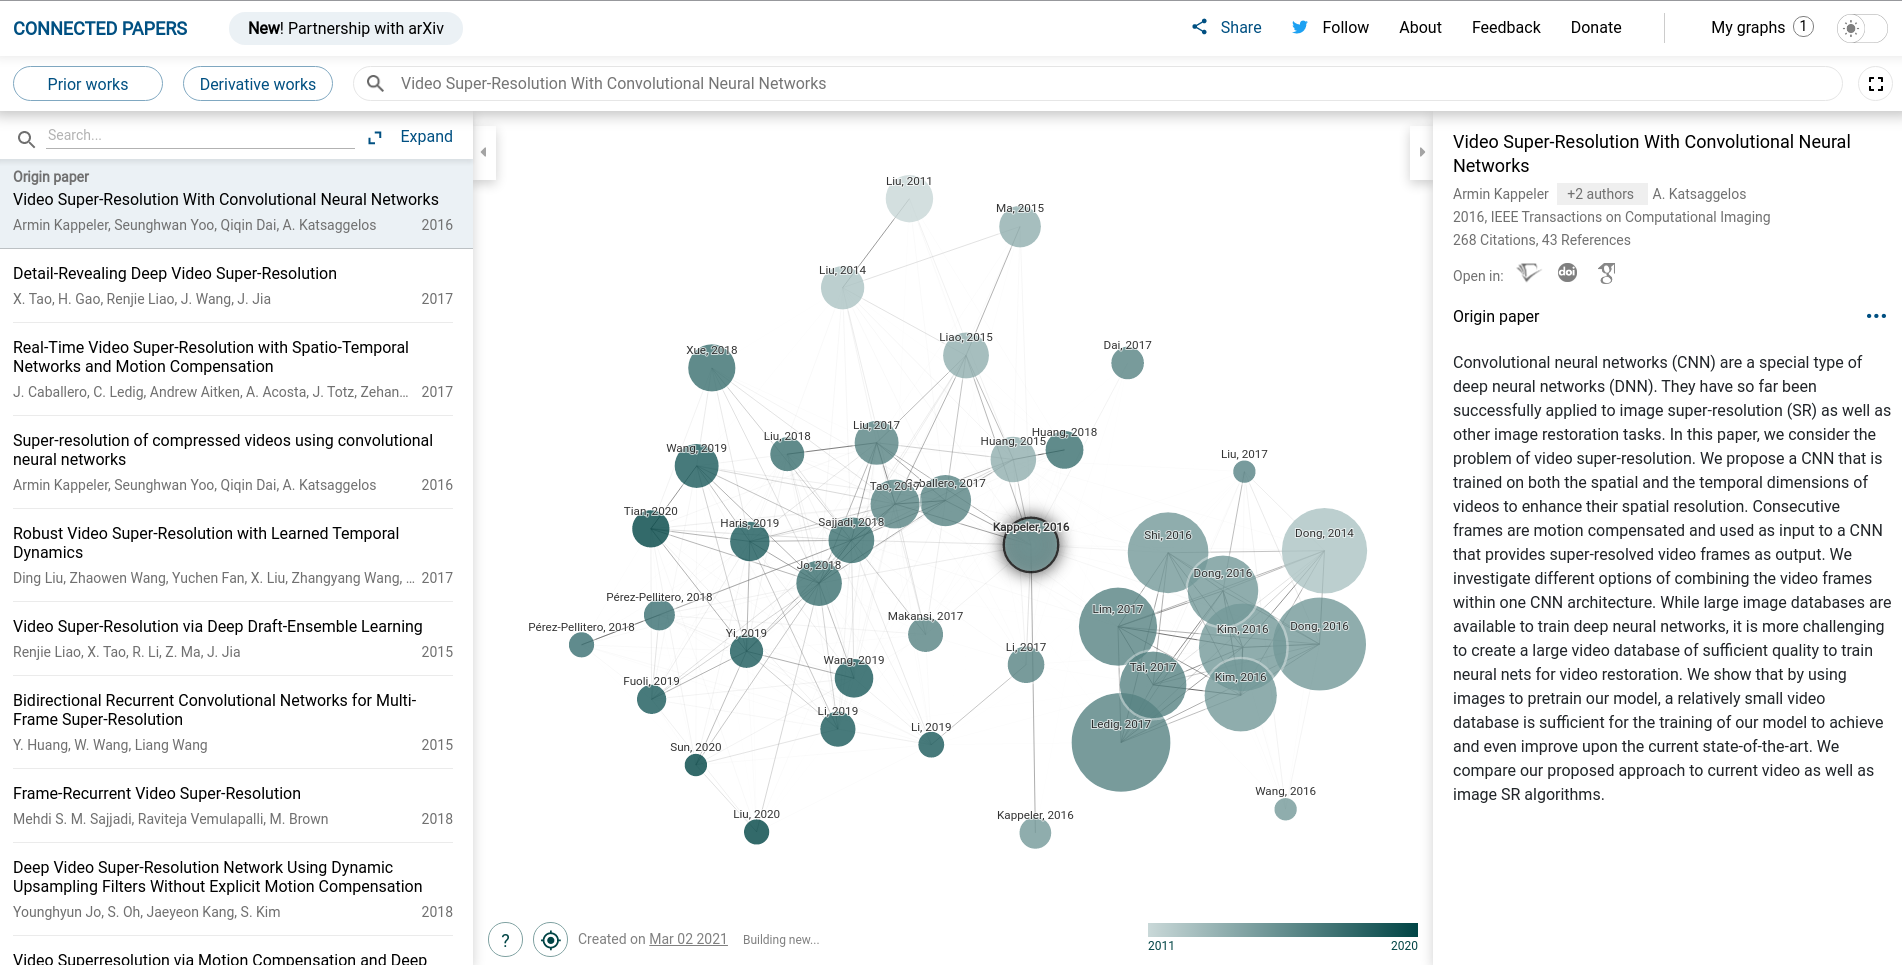 CONNECTED PAPERS
New! Partnership with arXiv
Share
Follow
About
Feedback
Donate
My graphs 1
Prior works
Derivative works
Video Super-Resolution With Convolutional Neural Networks
Search...
Expand
Origin paper
Video Super-Resolution With Convolutional Neural Networks
Armin Kappeler, Seunghwan Yoo, Qiqin Dai, A. Katsaggelos 2016
Detail-Revealing Deep Video Super-Resolution
X. Tao, H. Gao, Renjie Liao, J. Wang, J. Jia 2017
Real-Time Video Super-Resolution with Spatio-Temporal
Networks and Motion Compensation
J. Caballero, C. Ledig, Andrew Aitken, A. Acosta, J. Totz, Zehan... 2017
Super-resolution of compressed videos using convolutional
neural networks
Armin Kappeler, Seunghwan Yoo, Qiqin Dai, A. Katsaggelos 2016
Robust Video Super-Resolution with Learned Temporal
Dynamics
Ding Liu, Zhaowen Wang, Yuchen Fan, X. Liu, Zhangyang Wang, ... 2017
Video Super-Resolution via Deep Draft-Ensemble Learning
Renjie Liao, X. Tao, R. Li, Z. Ma, J. Jia 2015
Bidirectional Recurrent Convolutional Networks for Multi-
Frame Super-Resolution
Y. Huang, W. Wang, Liang Wang 2015
Frame-Recurrent Video Super-Resolution
Mehdi S. M. Sajjadi, Raviteja Vemulapalli, M. Brown 2018
Deep Video Super-Resolution Network Using Dynamic
Upsampling Filters Without Explicit Motion Compensation
Younghyun Jo, S. Oh, Jaeyeon Kang, S. Kim 2018
Video Superresolution via Motion Compensation and Deep
Liu, 2011
Ma, 2015
Liu, 2014
Liao, 2015
Dai, 2017
Xue, 2018
Liu, 2017
Huang, 2018
Liu, 2018
Huang, 2015
Wang, 2019
Liu, 2017
Caballero, 2017
Tao, 2017
Tian, 2020
Haris, 2019
Sajjadi, 2018
Kappeler, 2016
Shi, 2016
Dong, 2014
Jo, 2018
Dong, 2016
Pérez-Pellitero, 2018
Lim, 2017
Makansi, 2017
Pérez-Pellitero, 2018
Kim, 2016
Dong, 2016
Yi, 2019
Li, 2017
Wang, 2019
Tai, 2017
Kim, 2016
Fuoli, 2019
Li, 2019
Li, 2019
Ledig, 2017
Sun, 2020
Wang, 2016
Liu, 2020
Kappeler, 2016
?
Created on Mar 02 2021
Building new...
2011
2020
Video Super-Resolution With Convolutional Neural
Networks
Armin Kappeler +2 authors A. Katsaggelos
2016, IEEE Transactions on Computational Imaging
268 Citations, 43 References
Open in: doi
Origin paper
Convolutional neural networks (CNN) are a special type of
deep neural networks (DNN). They have so far been
successfully applied to image super-resolution (SR) as well as
other image restoration tasks. In this paper, we consider the
problem of video super-resolution. We propose a CNN that is
trained on both the spatial and the temporal dimensions of
videos to enhance their spatial resolution. Consecutive
frames are motion compensated and used as input to a CNN
that provides super-resolved video frames as output. We
investigate different options of combining the video frames
within one CNN architecture. While large image databases are
available to train deep neural networks, it is more challenging
to create a large video database of sufficient quality to train
neural nets for video restoration. We show that by using
images to pretrain our model, a relatively small video
database is sufficient for the training of our model to achieve
and even improve upon the current state-of-the-art. We
compare our proposed approach to current video as well as
image SR algorithms.